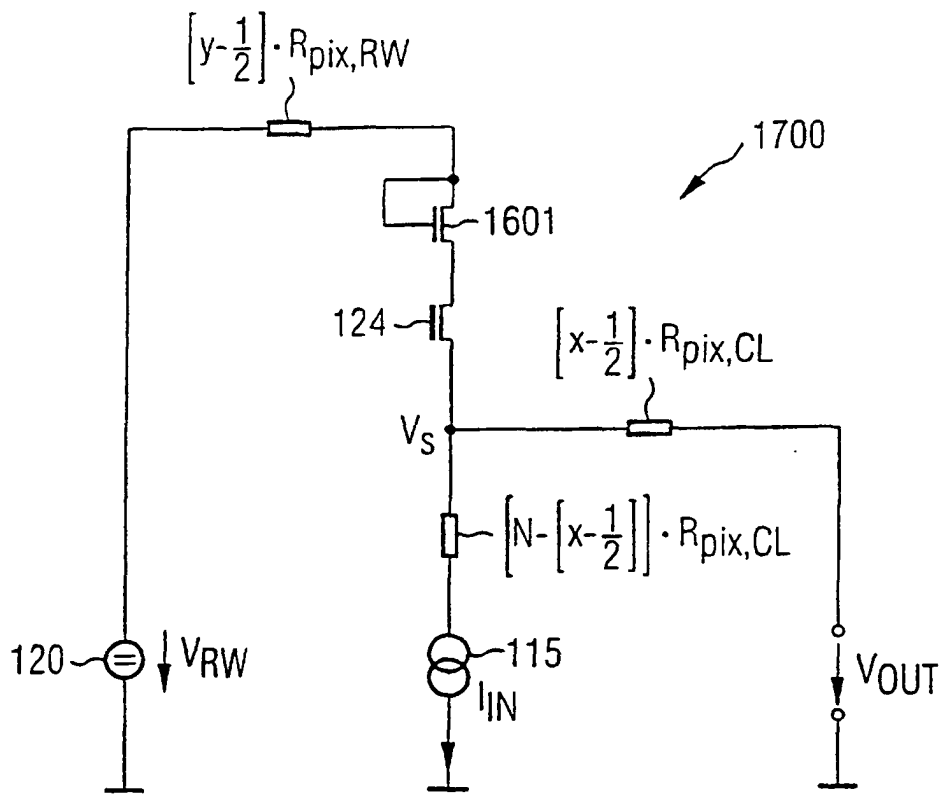 [y-1/2]·Rpix,RW
1700
1601
124
[x-1/2]·Rpix,CL
VS
[N-[x-1/2]]·Rpix,CL
120
VRW
115
IIN
VOUT